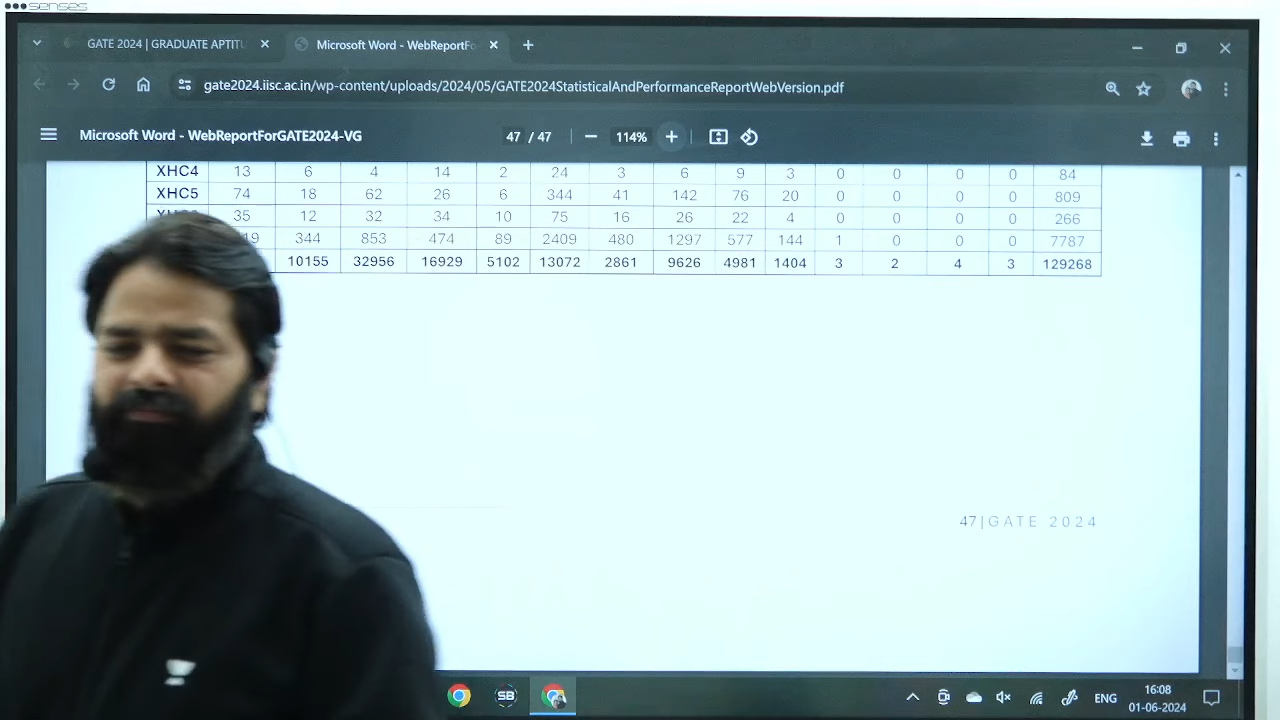 senses
GATE 2024 | GRADUATE APTITU
Microsoft Word - WebReportFo
gate2024.iisc.ac.in/wp-content/uploads/2024/05/GATE2024StatisticalAndPerformanceReportWebVersion.pdf
Microsoft Word - WebReportForGATE2024-VG 47 / 47 114%
XHC4 13 6 4 14 2 24 3 6 9 3 0 0 0 0 84
XHC5 74 18 62 26 6 344 41 142 76 20 0 0 0 0 809
35 12 32 34 10 75 16 26 22 4 0 0 0 0 266
19 344 853 474 89 2409 480 1297 577 144 1 0 0 0 7787
10155 32956 16929 5102 13072 2861 9626 4981 1404 3 2 4 3 129268
47|GATE 2024
SB ENG 16:08
01-06-2024